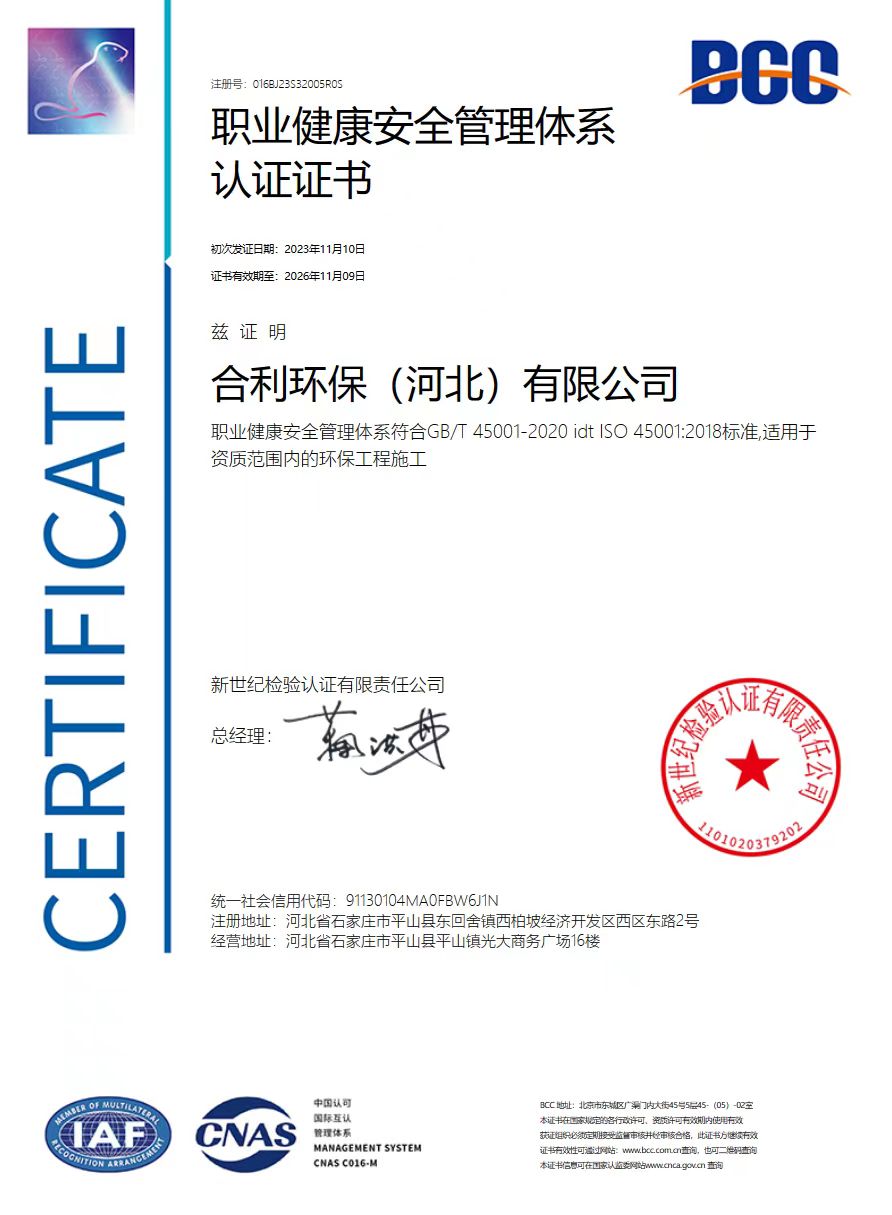 CERTIFICATE
BCC
注册号：016BJ23S32005R0S
职业健康安全管理体系
认证证书
初次发证日期：2023年11月10日
证书有效期至：2026年11月09日
兹 证 明
合利环保（河北）有限公司
职业健康安全管理体系符合GB/T 45001-2020 idt ISO 45001:2018标准,适用于
资质范围内的环保工程施工
新世纪检验认证有限责任公司
总经理：
新世纪检验认证有限责任公司
1101020379202
统一社会信用代码：91130104MA0FBW6J1N
注册地址：河北省石家庄市平山县东回舍镇西柏坡经济开发区西区东路2号
经营地址：河北省石家庄市平山县平山镇光大商务广场16楼
MEMBER OF MULTILATERAL
IAF
RECOGNITION ARRANGEMENT
CNAS
中国认可
国际互认
管理体系
MANAGEMENT SYSTEM
CNAS C016-M
BCC 地址：北京市东城区广渠门内大街45号5层45-（05）-02室
本证书在国家规定的各行政许可、资质许可有效期内使用有效
获证组织必须定期接受监督审核并经审核合格，此证书方继续有效
证书有效性可通过网站：www.bcc.com.cn查询，也可二维码查询
本证书信息可在国家认监委网站www.cnca.gov.cn 查询